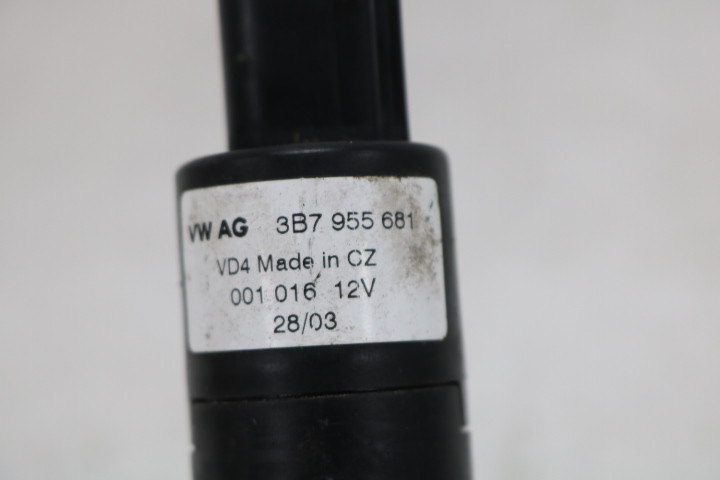 VW AG 3B7 955 681
VD4 Made in CZ
001 016 12V
28/03